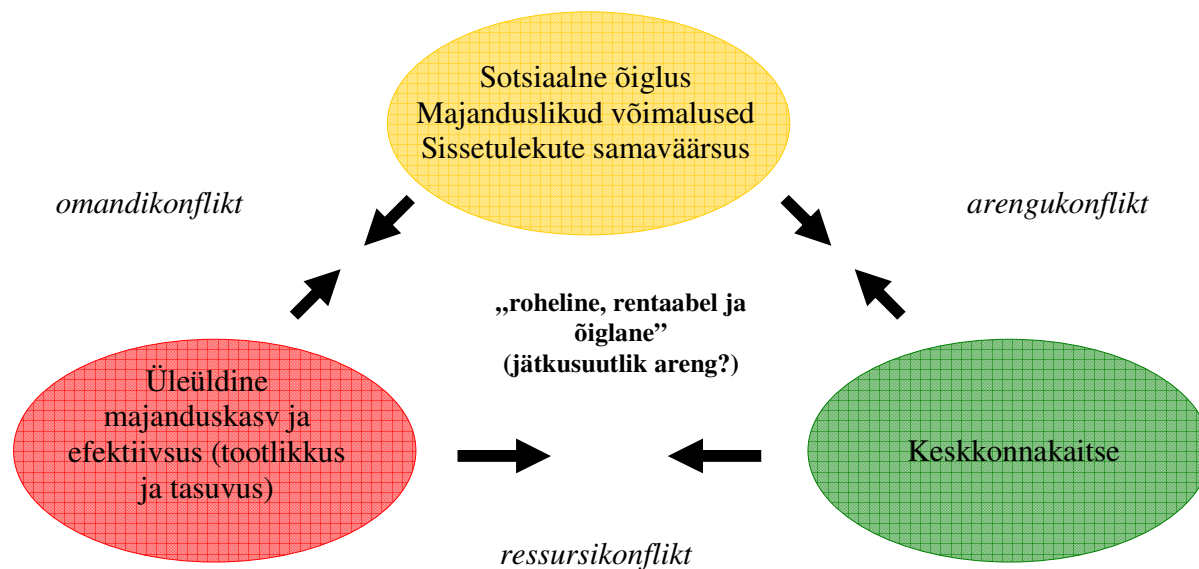 Sotsiaalne õiglus
Majanduslikud võimalused
Sissetulekute samaväärsus
omandikonflikt
arengukonflikt
„roheline, rentaabel ja
õiglane”
(jätkusuutlik areng?)
Üleüldine
majanduskasv ja
efektiivsus (tootlikkus
ja tasuvus)
Keskkonnakaitse
ressursikonflikt